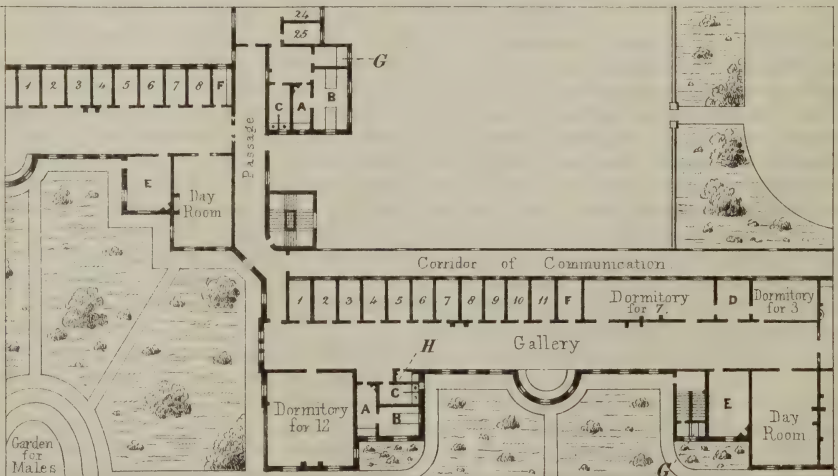 24
25
G
1 2 3 4 5 6 7 8 F
C A B
Passage
E
Day
Room
Corridor of Communication
1 2 3 4 5 6 7 8 9 10 11 F
Dormitory
for 7.
D
Dormitory
for 3
H
Gallery
Dormitory
for 12
A
C
B
E
Day
Room
G
Garden
for
Males